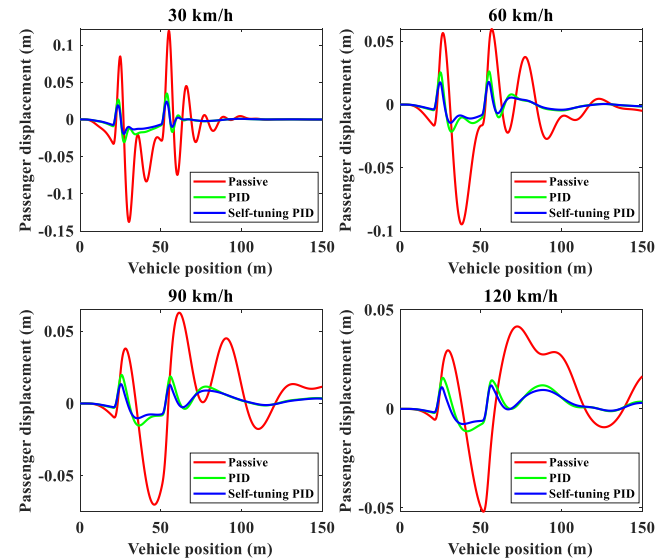 30 km/h
Passenger displacement (m)
0.1
0.05
0
-0.05
-0.1
-0.15
0 50 100 150
Vehicle position (m)
Passive
PID
Self-tuning PID
60 km/h
Passenger displacement (m)
0.05
0
-0.05
-0.1
0 50 100 150
Vehicle position (m)
Passive
PID
Self-tuning PID
90 km/h
Passenger displacement (m)
0.05
0
-0.05
0 50 100 150
Vehicle position (m)
Passive
PID
Self-tuning PID
120 km/h
Passenger displacement (m)
0.05
0
-0.05
0 50 100 150
Vehicle position (m)
Passive
PID
Self-tuning PID